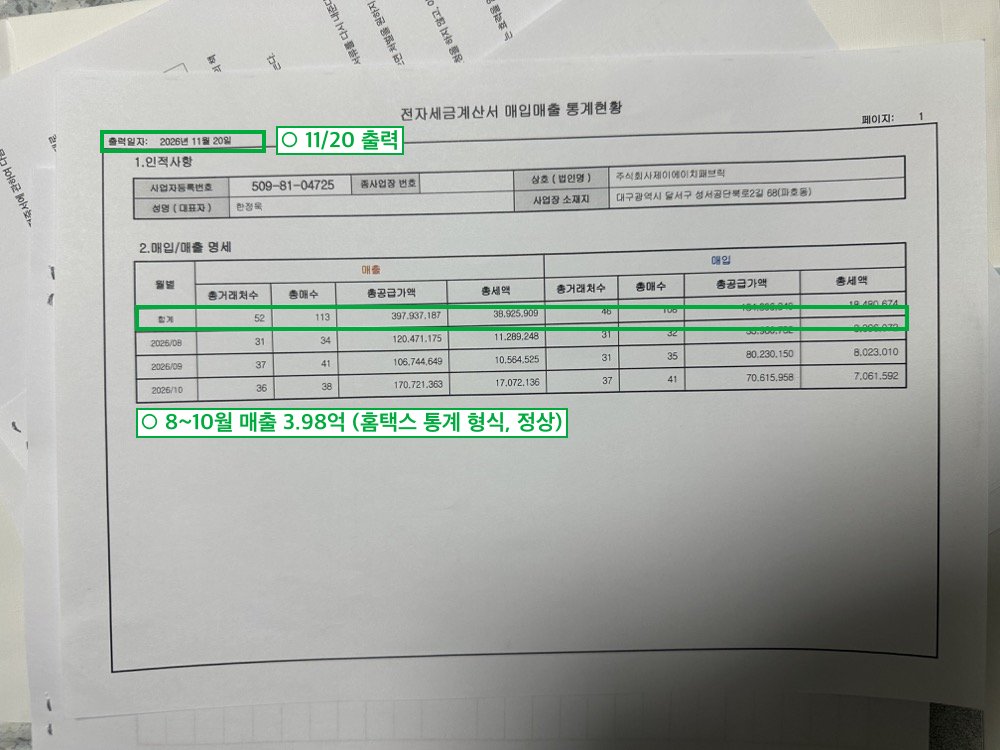 전자세금계산서 매입매출 통계현황
페이지: 1
출력일자: 2026년 11월 20일
○ 11/20 출력
1.인적사항
사업자등록번호 509-81-04725 종사업장 번호 상호 ( 법인명 ) 주식회사제이에이치패브릭
성명 ( 대표자 ) 한정욱 사업장 소재지 대구광역시 달서구 성서공단북로2길 68(파호동)
2.매입/매출 명세
월별 매출 매입
총거래처수 총매수 총공급가액 총세액 총거래처수 총매수 총공급가액 총세액
합계 52 113 397.937.187 38.925.909 46 108 18.480.674
2026/08 31 34 120.471.175 11.289.248 31 32
2026/09 37 41 106.744.649 10.564.525 31 35 80.230.150 8.023.010
2026/10 36 38 170.721.363 17.072.136 37 41 70.615.958 7.061.592
○ 8~10월 매출 3.98억 (홈택스 통계 형식, 정상)